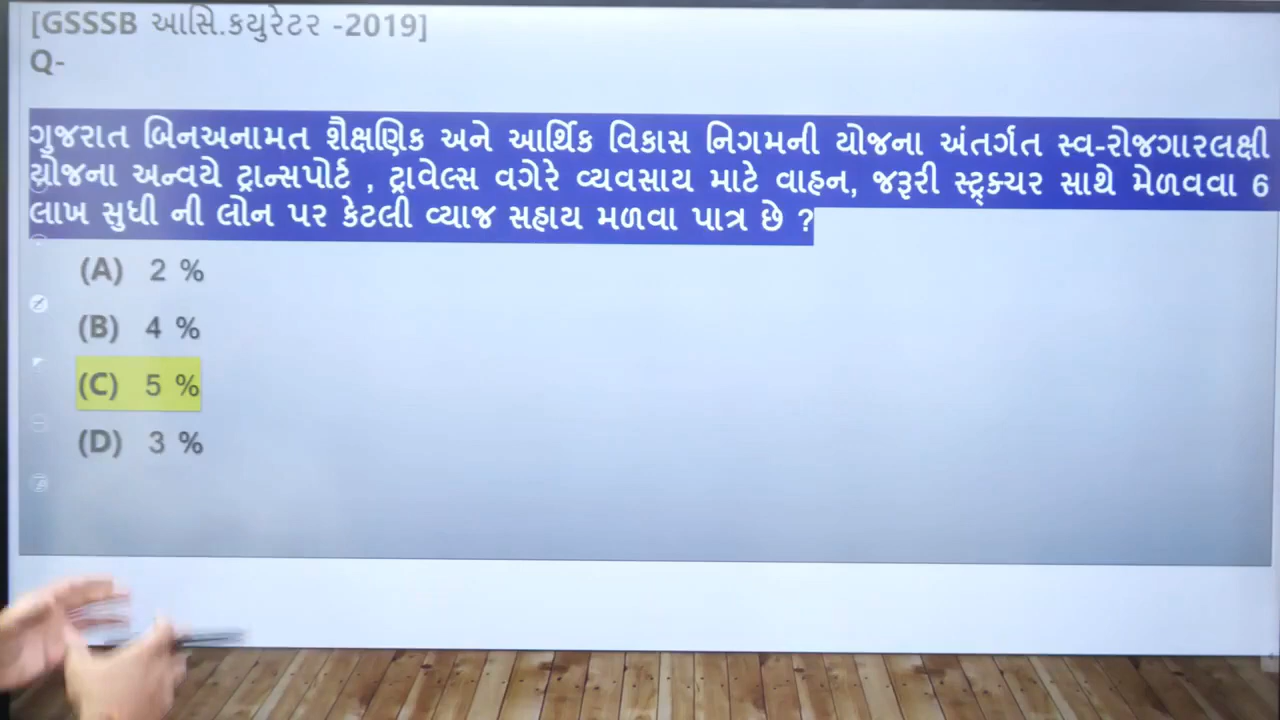 [GSSSB આસિ.કયુરેટર -2019]
Q-
ગુજરાત બિનઅનામત શૈક્ષણિક અને આર્થિક વિકાસ નિગમની યોજના અંતર્ગત સ્વ-રોજગારલક્ષી
યોજના અન્વયે ટ્રાન્સપોર્ટ , ટ્રાવેલ્સ વગેરે વ્યવસાય માટે વાહન, જરૂરી સ્ટ્રક્ચર સાથે મેળવવા 6
લાખ સુધી ની લોન પર કેટલી વ્યાજ સહાય મળવા પાત્ર છે ?
(A) 2 %
(B) 4 %
(C) 5 %
(D) 3 %